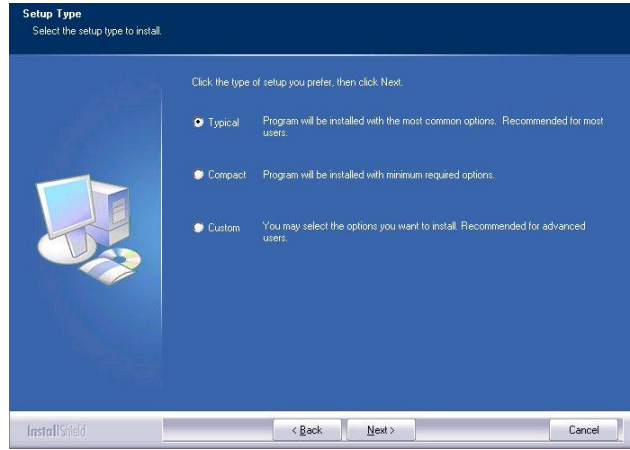 Setup Type
Select the setup type to install.
Click the type of setup you prefer, then click Next.
Typical
Program will be installed with the most common options. Recommended for most
users.
Compact
Program will be installed with minimum required options.
Custom
You may select the options you want to install. Recommended for advanced
users.
InstallShield
< Back
Next >
Cancel